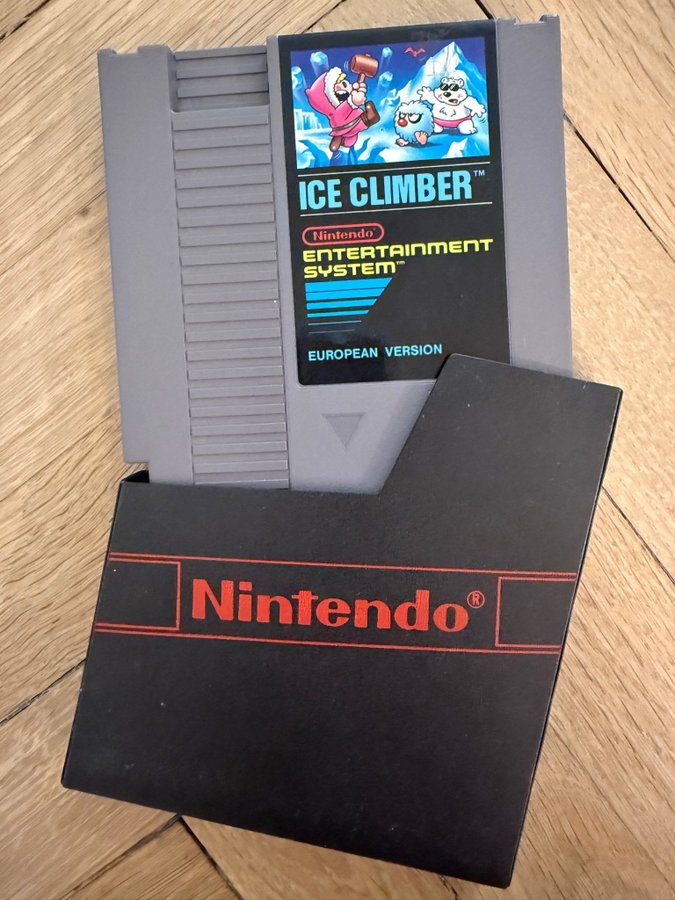 ICE CLIMBER™
Nintendo®
ENTERTAINMENT
SYSTEM™
EUROPEAN VERSION
Nintendo®